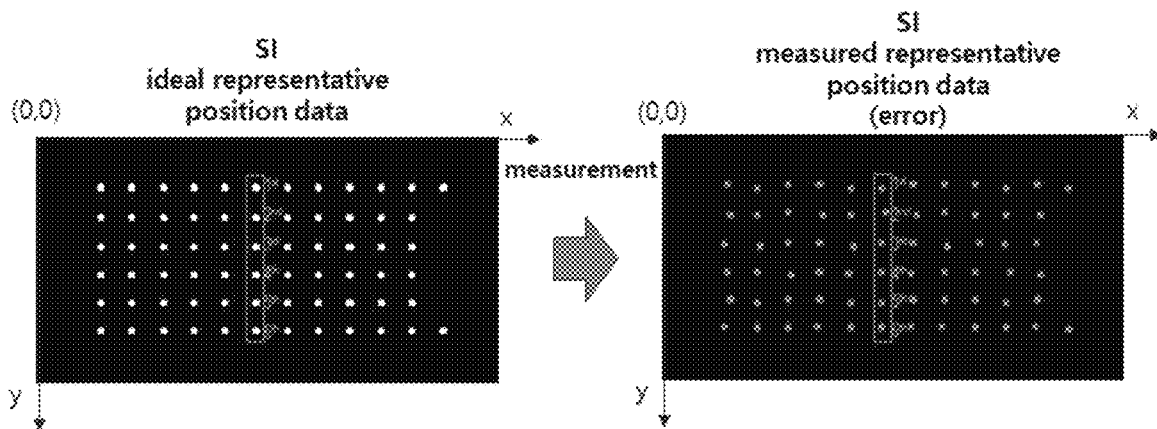 SI
ideal representative
position data
(0,0)
x
y
measurement
SI
measured representative
position data
(error)
(0,0)
x
y